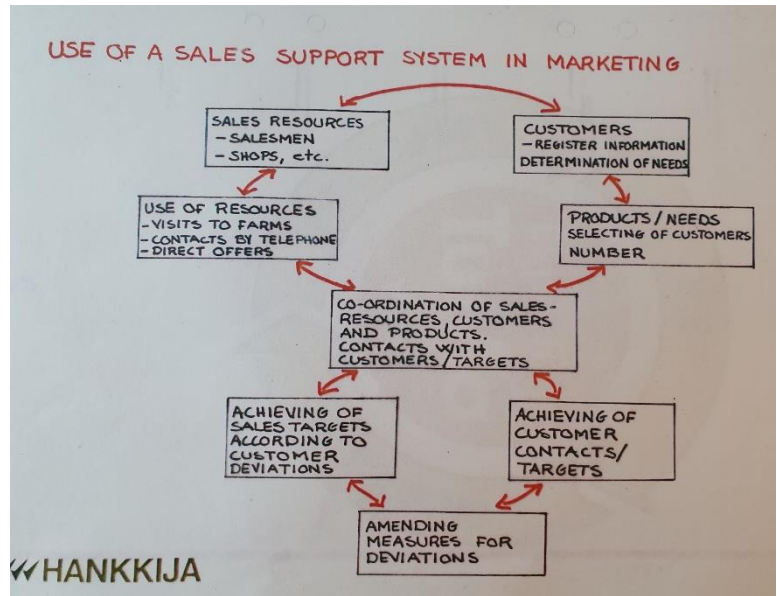 USE OF A SALES SUPPORT SYSTEM IN MARKETING
SALES RESOURCES
- SALESMEN
- SHOPS, etc.
CUSTOMERS
- REGISTER INFORMATION
DETERMINATION OF NEEDS
USE OF RESOURCES
- VISITS TO FARMS
- CONTACTS BY TELEPHONE
- DIRECT OFFERS
PRODUCTS/NEEDS
SELECTING OF CUSTOMERS
NUMBER
CO-ORDINATION OF SALES-
RESOURCES, CUSTOMERS
AND PRODUCTS.
CONTACTS WITH
CUSTOMERS/TARGETS
ACHIEVING OF
SALES TARGETS
ACCORDING TO
CUSTOMER
DEVIATIONS
ACHIEVING OF
CUSTOMER
CONTACTS/
TARGETS
AMENDING
MEASURES FOR
DEVIATIONS
HANKKIJA